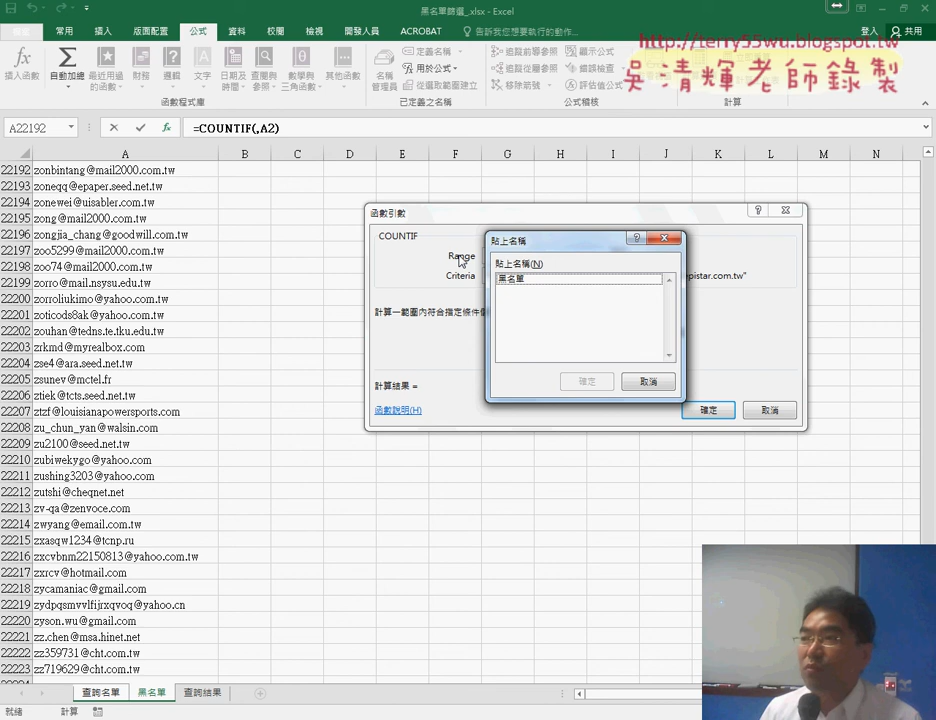 黑名單篩選_.xlsx - Excel
常用 插入 版面配置 公式 資料 校閱 檢視 開發人員 ACROBAT 告訴我您想要執行的動作... 登入 共用
http://terry55wu.blogspot.tw
吳清輝老師錄製
插入函數 自動加總 最近用過的函數 財務 邏輯 文字 日期及時間 查閱與參照 數學與三角函數 其他函數 名稱管理員 定義名稱 用於公式 從選取範圍建立 追蹤前導參照 追蹤從屬參照 移除箭號 顯示公式 錯誤檢查 評估值公式
函數程式庫 已定義之名稱 公式稽核 計算
A22192 fx =COUNTIF(,A2)
A B C D E F G H I J K L M N
22192 zonbintang@mail2000.com.tw
22193 zoneqq@epaper.seed.net.tw
22194 zonewei@uisabler.com.tw
22195 zong@mail2000.com.tw
22196 zongjia_chang@goodwill.com.tw
22197 zoo5299@mail2000.com.tw
22198 zoo74@mail2000.com.tw
22199 zorro@mail.nsysu.edu.tw
22200 zorroliukimo@yahoo.com.tw
22201 zoticods8ak@yahoo.com.tw
22202 zouhan@tedns.te.tku.edu.tw
22203 zrkmd@myrealbox.com
22204 zse4@ara.seed.net.tw
22205 zsunev@mctel.fr
22206 ztiek@tcts.seed.net.tw
22207 ztzf@louisianapowersports.com
22208 zu_chun_yan@walsin.com
22209 zu2100@seed.net.tw
22210 zubiwekygo@yahoo.com
22211 zushing3203@yahoo.com
22212 zutshi@cheqnet.net
22213 zv-qa@zenvoce.com
22214 zwyang@email.com.tw
22215 zxasqw1234@tcnp.ru
22216 zxcvbnm22150813@yahoo.com.tw
22217 zxrcv@hotmail.com
22218 zycamaniac@gmail.com
22219 zydpqsmvvlfijrxqvoq@yahoo.cn
22220 zyson.wu@gmail.com
22221 zz.chen@msa.hinet.net
22222 zz359731@cht.com.tw
22223 zz719629@cht.com.tw
函數引數
COUNTIF
Range
Criteria
epistar.com.tw"
計算一範圍內符合指定條件
計算結果 =
函數說明(H)
確定 取消
貼上名稱
貼上名稱(N)
黑名單
確定 取消
查詢名單 黑名單 查詢結果
就緒 計算